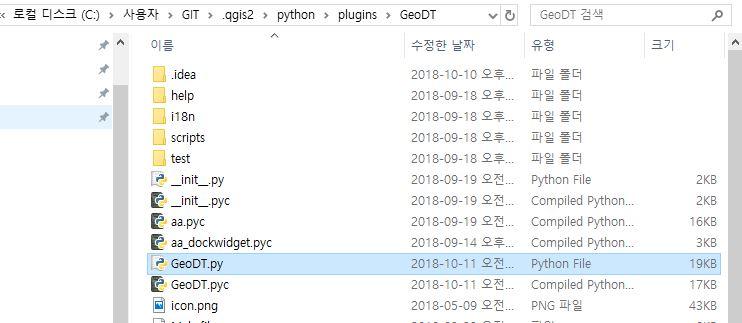 « 로컬 디스크 (C:) > 사용자 > GIT > .qgis2 > python > plugins > GeoDT
GeoDT 검색
이름 수정한 날짜 유형 크기
.idea 2018-10-10 오후... 파일 폴더
help 2018-09-18 오후... 파일 폴더
i18n 2018-09-18 오후... 파일 폴더
scripts 2018-09-18 오후... 파일 폴더
test 2018-09-18 오후... 파일 폴더
__init__.py 2018-09-19 오전... Python File 2KB
__init__.pyc 2018-09-19 오전... Compiled Python... 2KB
aa.pyc 2018-09-19 오전... Compiled Python... 16KB
aa_dockwidget.pyc 2018-09-14 오후... Compiled Python... 3KB
GeoDT.py 2018-10-11 오전... Python File 19KB
GeoDT.pyc 2018-10-11 오전... Compiled Python... 17KB
icon.png 2018-05-09 오전... PNG 파일 43KB